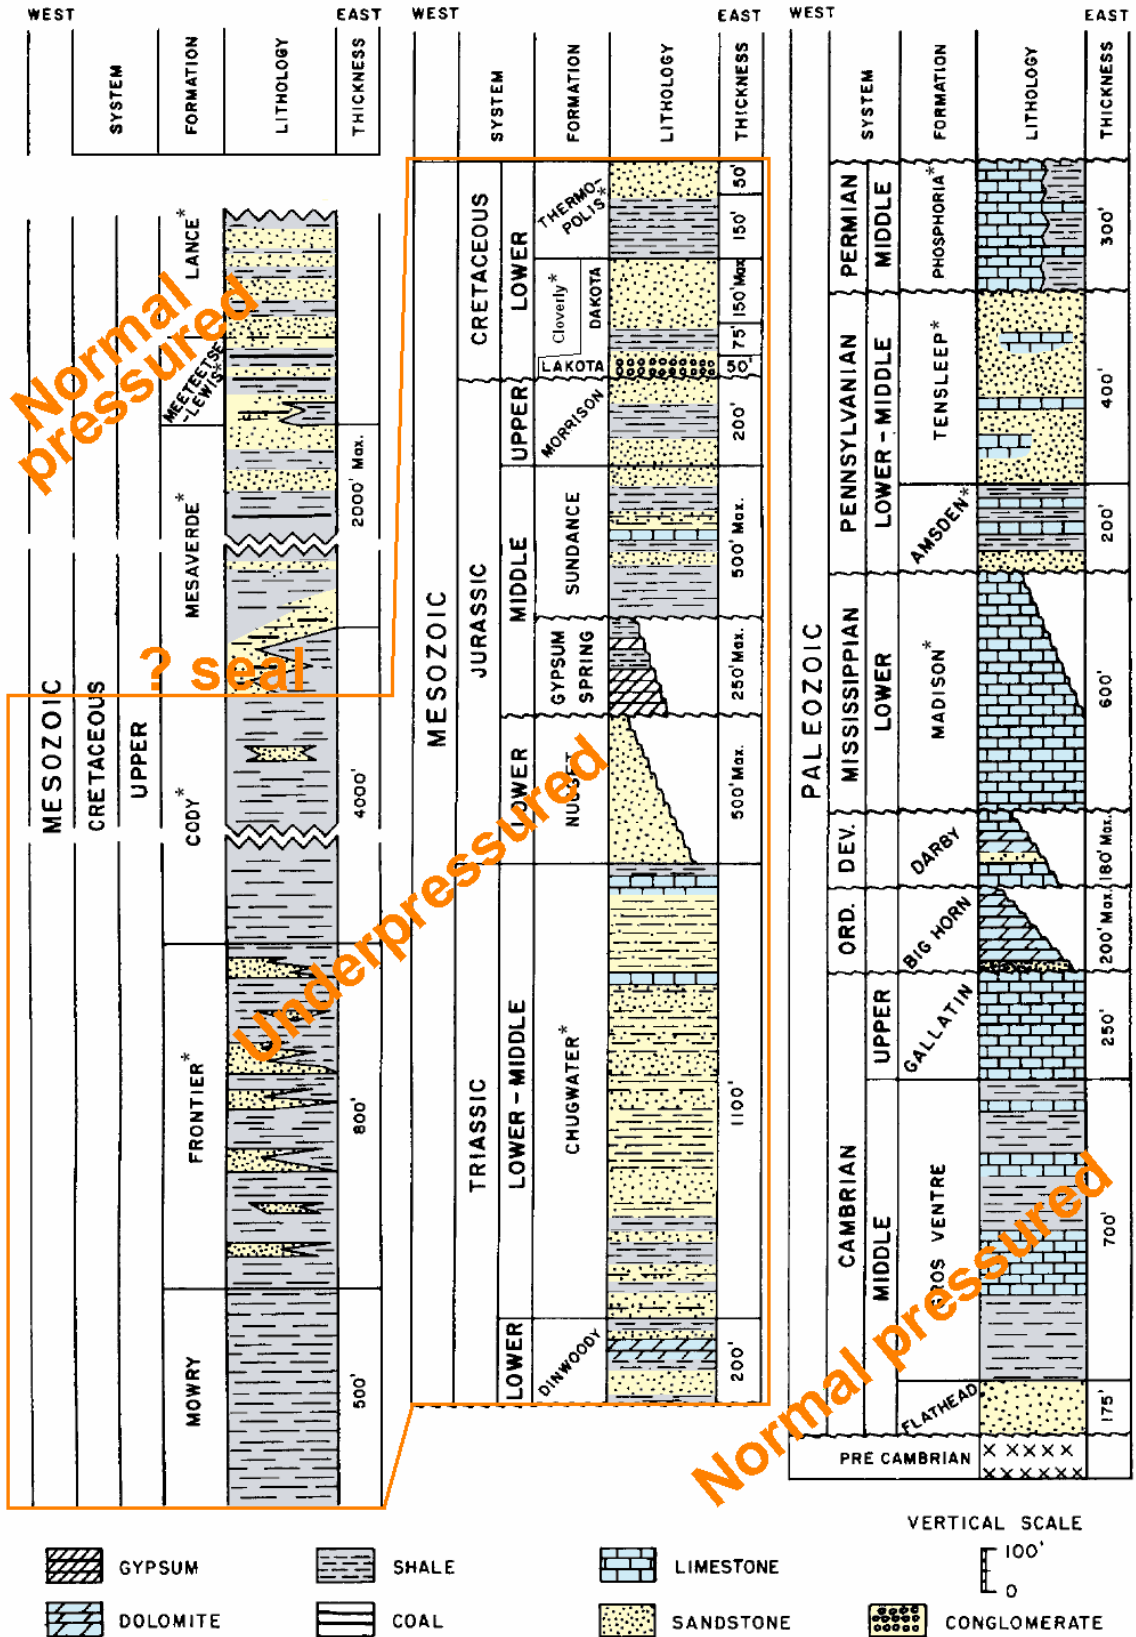 WEST EAST
SYSTEM
FORMATION
LITHOLOGY
THICKNESS
LANCE*
Normal
pressured
MEETEETSE
-LEWIS*
2000' Max.
MESAVERDE*
? seal
MESOZOIC
CRETACEOUS
UPPER
CODY*
4000'
FRONTIER*
800'
MOWRY
500'
WEST EAST
SYSTEM
FORMATION
LITHOLOGY
THICKNESS
MESOZOIC
CRETACEOUS
LOWER
THERMO-
POLIS*
50'
150'
Cloverly*
DAKOTA
150' Max
75'
LAKOTA
50'
JURASSIC
UPPER
MORRISON
200'
MIDDLE
SUNDANCE
500' Max.
GYPSUM
SPRING
250' Max.
LOWER
NUGGET
500' Max.
Underpressured
TRIASSIC
LOWER-MIDDLE
CHUGWATER*
1100'
LOWER
DINWOODY
200'
WEST EAST
SYSTEM
FORMATION
LITHOLOGY
THICKNESS
PALEOZOIC
PERMIAN
MIDDLE
PHOSPHORIA*
300'
PENNSYLVANIAN
LOWER-MIDDLE
TENSLEEP*
400'
AMSDEN*
200'
MISSISSIPPIAN
LOWER
MADISON*
600'
DEV.
DARBY
180' Max.
ORD.
BIG HORN
200' Max.
CAMBRIAN
UPPER
GALLATIN
250'
MIDDLE
GROS VENTRE
700'
Normal pressured
FLATHEAD
175'
PRE CAMBRIAN
VERTICAL SCALE
100'
0
GYPSUM SHALE LIMESTONE
DOLOMITE COAL SANDSTONE CONGLOMERATE